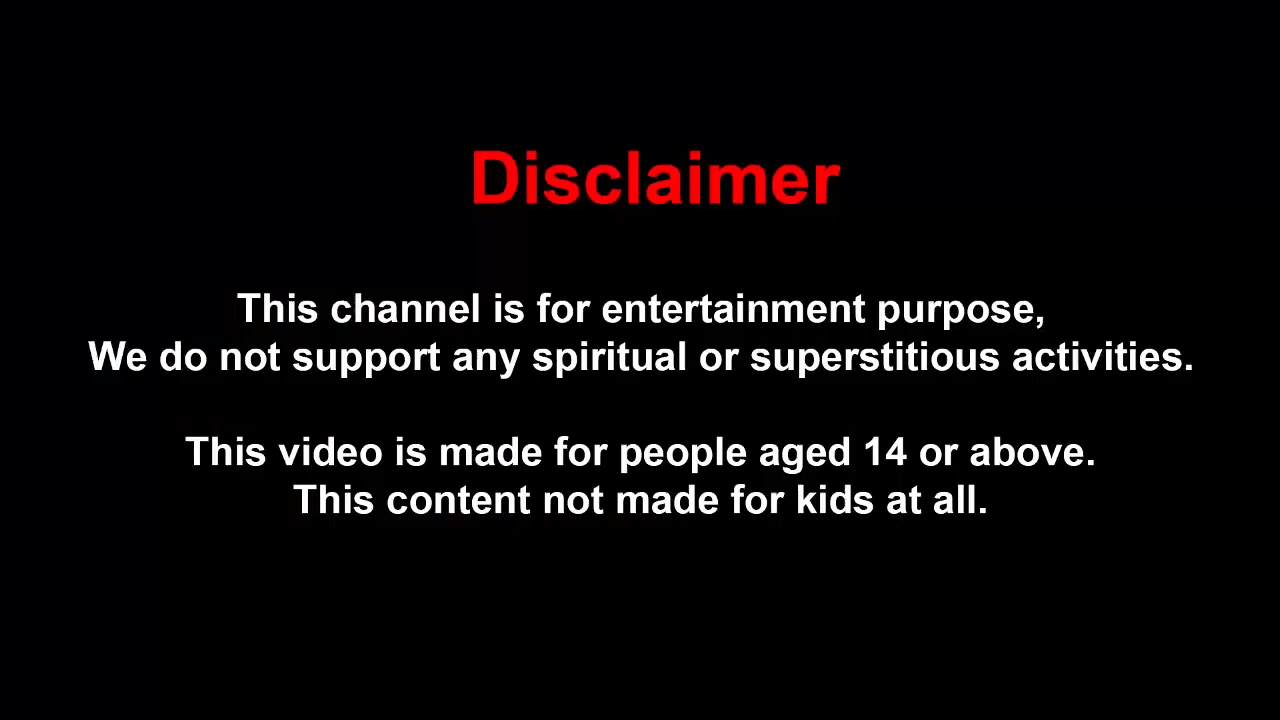 Disclaimer
This channel is for entertainment purpose,
We do not support any spiritual or superstitious activities.
This video is made for people aged 14 or above.
This content not made for kids at all.